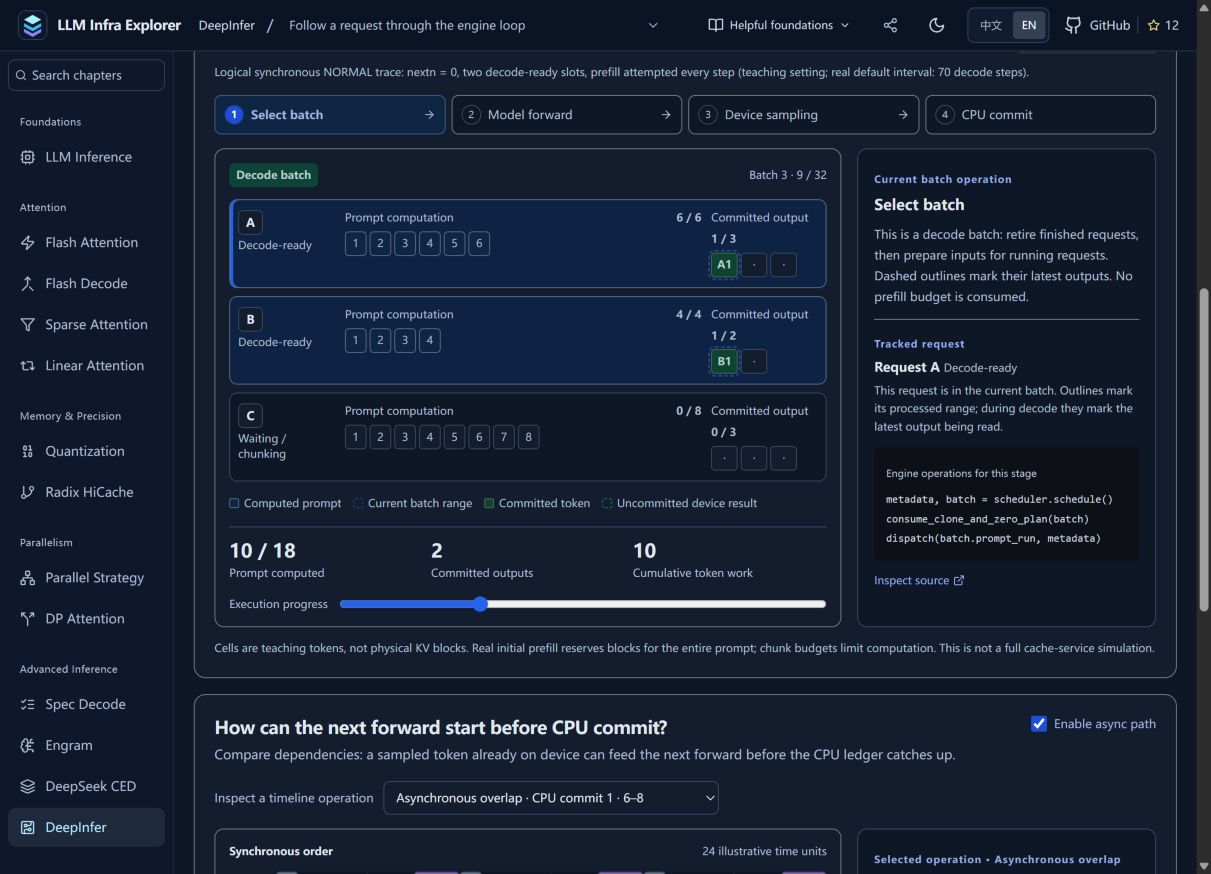 LLM Infra Explorer
DeepInfer / Follow a request through the engine loop
Helpful foundations
中文 EN
GitHub 12
Search chapters
Foundations
LLM Inference
Attention
Flash Attention
Flash Decode
Sparse Attention
Linear Attention
Memory & Precision
Quantization
Radix HiCache
Parallelism
Parallel Strategy
DP Attention
Advanced Inference
Spec Decode
Engram
DeepSeek CED
DeepInfer
Logical synchronous NORMAL trace: nextn = 0, two decode-ready slots, prefill attempted every step (teaching setting; real default interval: 70 decode steps).
1 Select batch →
2 Model forward →
3 Device sampling →
4 CPU commit
Decode batch
Batch 3 · 9 / 32
A
Decode-ready
Prompt computation 6 / 6
1 2 3 4 5 6
Committed output
1 / 3
A1 · ·
B
Decode-ready
Prompt computation 4 / 4
1 2 3 4
Committed output
1 / 2
B1 ·
C
Waiting /
chunking
Prompt computation 0 / 8
1 2 3 4 5 6 7 8
Committed output
0 / 3
· · ·
Computed prompt Current batch range Committed token Uncommitted device result
10 / 18
Prompt computed
2
Committed outputs
10
Cumulative token work
Execution progress
Current batch operation
Select batch
This is a decode batch: retire finished requests,
then prepare inputs for running requests.
Dashed outlines mark their latest outputs. No
prefill budget is consumed.
Tracked request
Request A Decode-ready
This request is in the current batch. Outlines mark
its processed range; during decode they mark the
latest output being read.
Engine operations for this stage
metadata, batch = scheduler.schedule()
consume_clone_and_zero_plan(batch)
dispatch(batch.prompt_run, metadata)
Inspect source
Cells are teaching tokens, not physical KV blocks. Real initial prefill reserves blocks for the entire prompt; chunk budgets limit computation. This is not a full cache-service simulation.
How can the next forward start before CPU commit?
Enable async path
Compare dependencies: a sampled token already on device can feed the next forward before the CPU ledger catches up.
Inspect a timeline operation
Asynchronous overlap · CPU commit 1 · 6–8
Synchronous order
24 illustrative time units
Selected operation • Asynchronous overlap